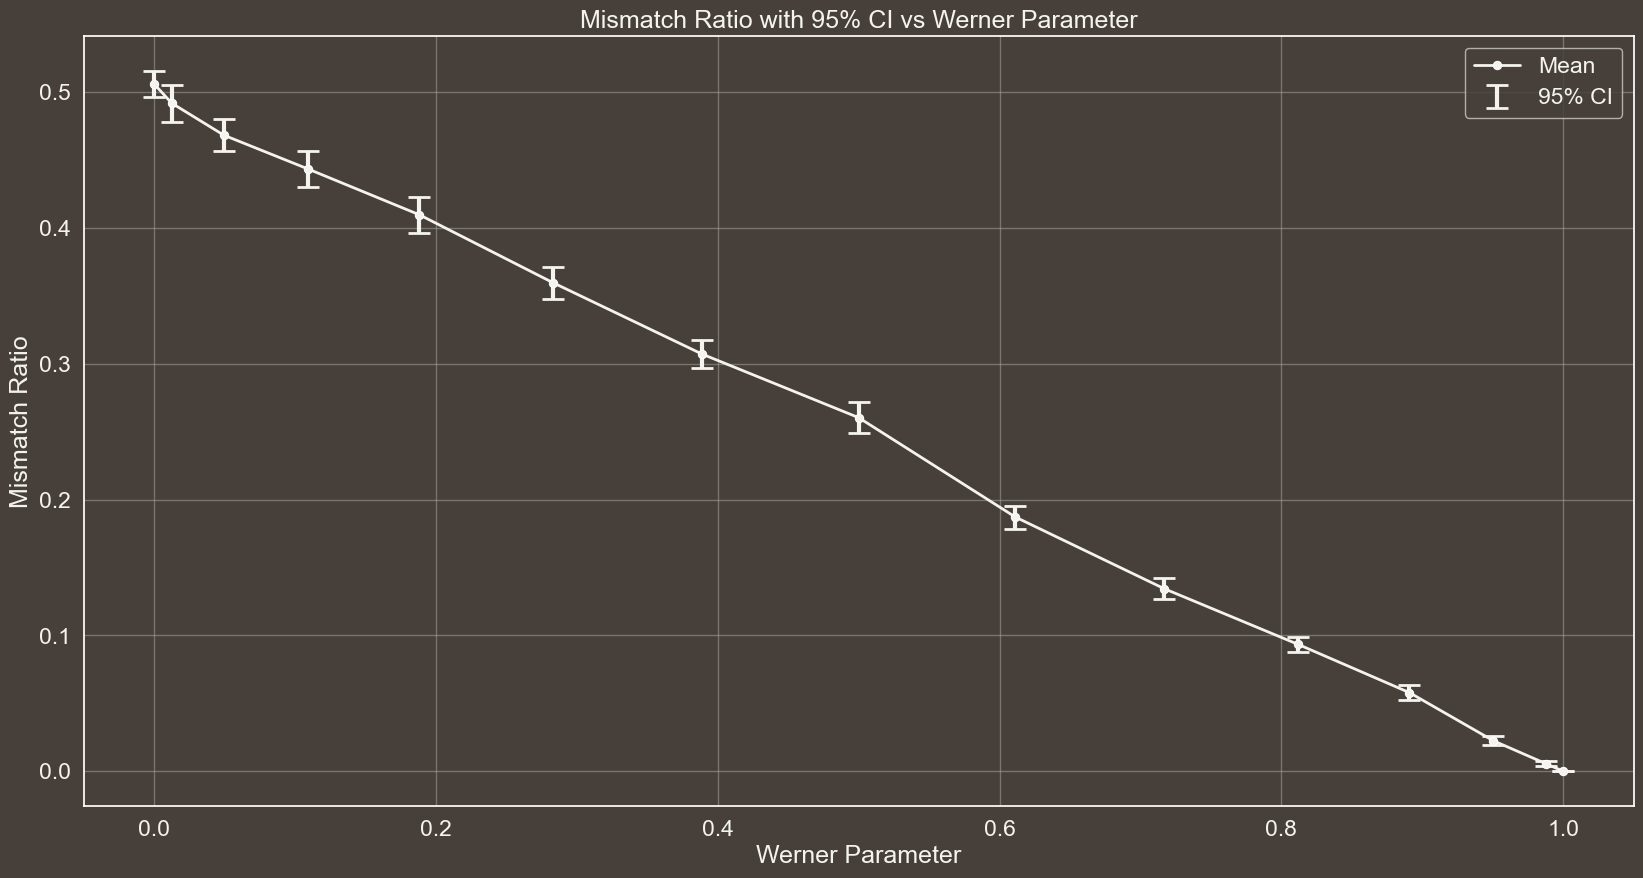 Mismatch Ratio with 95% CI vs Werner Parameter
Mean
95% CI
Mismatch Ratio
0.5
0.4
0.3
0.2
0.1
0.0
0.0 0.2 0.4 0.6 0.8 1.0
Werner Parameter